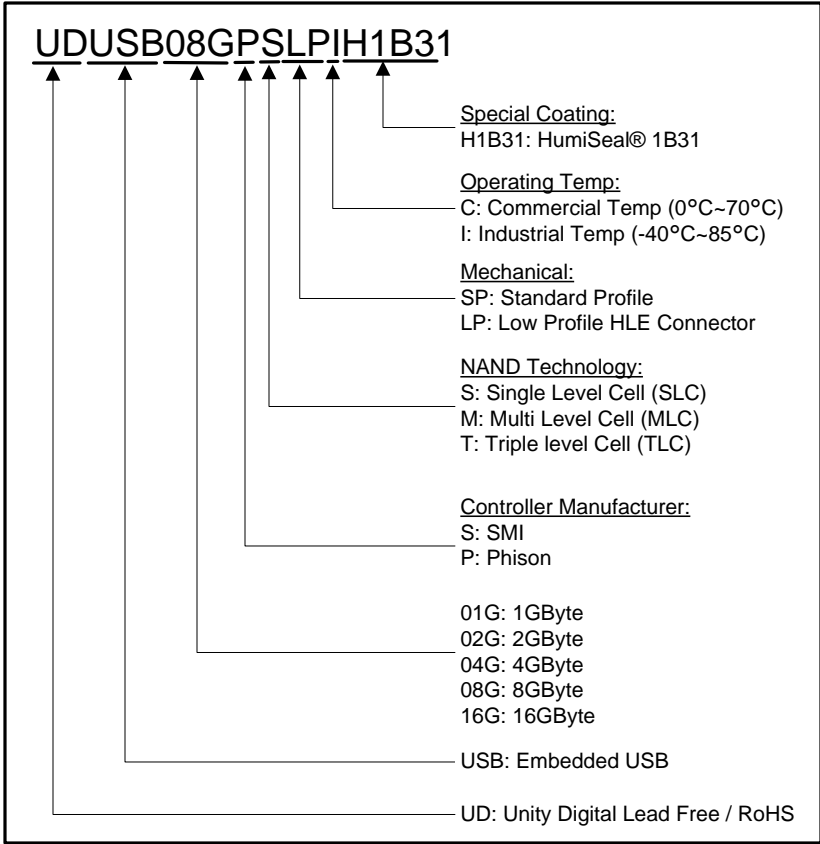 UDUSB08GPSLPIH1B31
Special Coating:
H1B31: HumiSeal® 1B31
Operating Temp:
C: Commercial Temp (0°C~70°C)
I: Industrial Temp (-40°C~85°C)
Mechanical:
SP: Standard Profile
LP: Low Profile HLE Connector
NAND Technology:
S: Single Level Cell (SLC)
M: Multi Level Cell (MLC)
T: Triple level Cell (TLC)
Controller Manufacturer:
S: SMI
P: Phison
01G: 1GByte
02G: 2GByte
04G: 4GByte
08G: 8GByte
16G: 16GByte
USB: Embedded USB
UD: Unity Digital Lead Free / RoHS